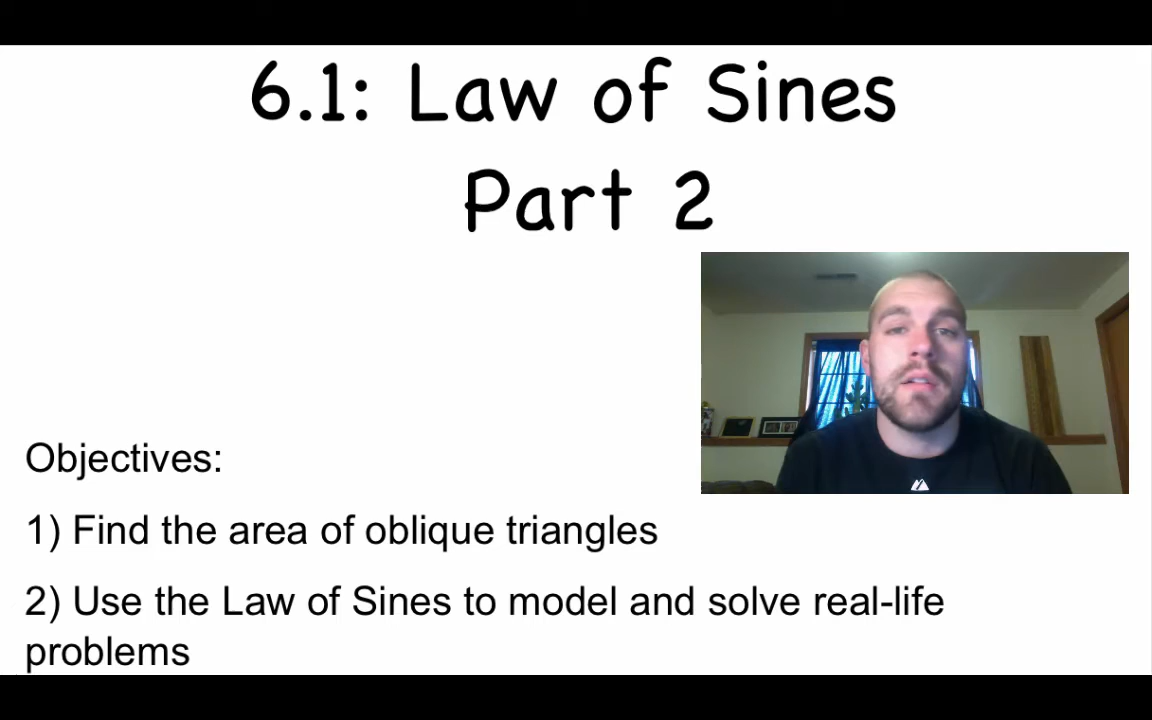 6.1: Law of Sines
Part 2
Objectives:
1) Find the area of oblique triangles
2) Use the Law of Sines to model and solve real-life
problems